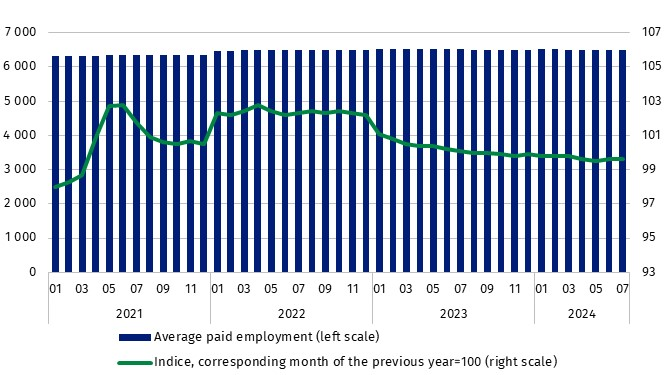 7 000 107
6 000 105
5 000 103
4 000 101
3 000 99
2 000 97
1 000 95
0 93
01 03 05 07 09 11 01 03 05 07 09 11 01 03 05 07 09 11 01 03 05 07
2021 2022 2023 2024
Average paid employment (left scale)
Indice, corresponding month of the previous year=100 (right scale)